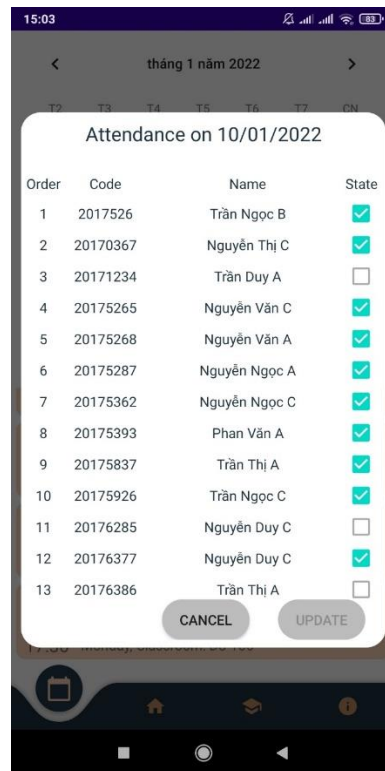 15:03 83
tháng 1 năm 2022
T2 T3 T4 T5 T6 T7 CN
Attendance on 10/01/2022
Order Code Name State
1 2017526 Trần Ngọc B
2 20170367 Nguyễn Thị C
3 20171234 Trần Duy A
4 20175265 Nguyễn Văn C
5 20175268 Nguyễn Văn A
6 20175287 Nguyễn Ngọc A
7 20175362 Nguyễn Ngọc C
8 20175393 Phan Văn A
9 20175837 Trần Thị A
10 20175926 Trần Ngọc C
11 20176285 Nguyễn Duy C
12 20176377 Nguyễn Duy C
13 20176386 Trần Thị A
CANCEL UPDATE